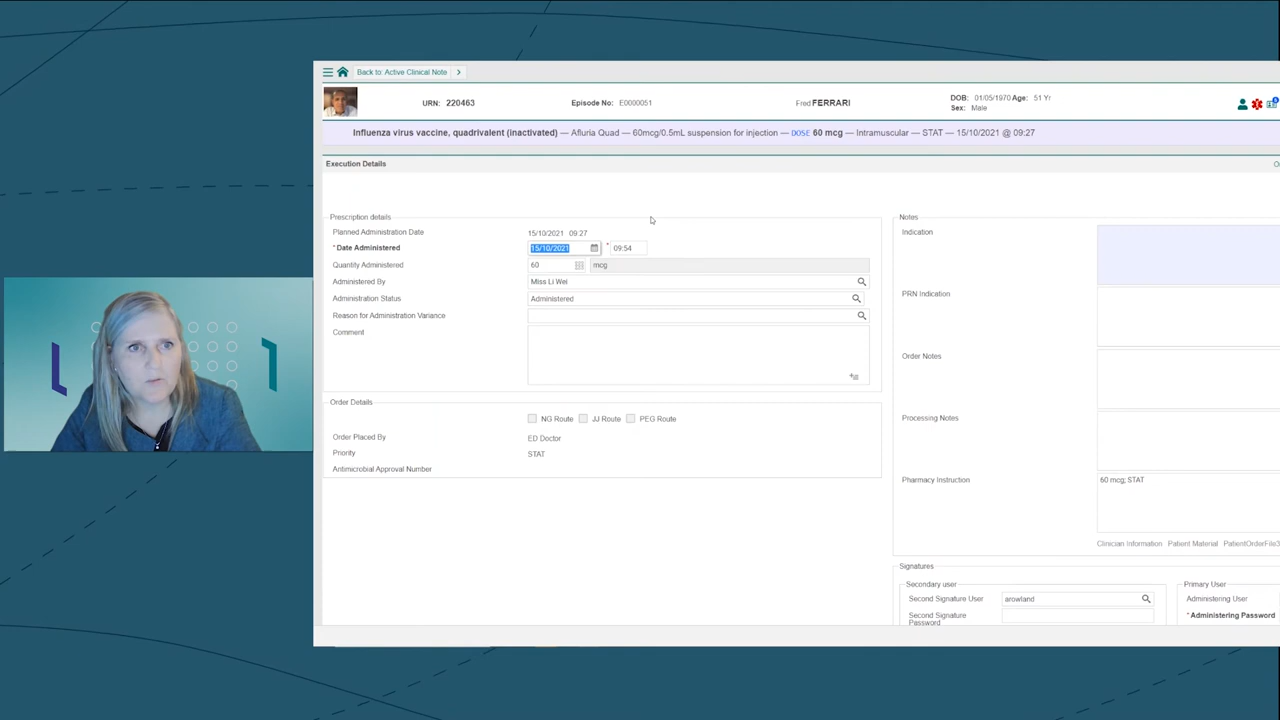 Back to: Active Clinical Note >
URN: 220463 Episode No: E0000051 Fred FERRARI DOB: 01/05/1970 Age: 51 Yr
Sex: Male
Influenza virus vaccine, quadrivalent (inactivated) — Afluria Quad — 60mcg/0.5mL suspension for injection — DOSE 60 mcg — Intramuscular — STAT — 15/10/2021 @ 09:27
Execution Details
Prescription details
Planned Administration Date 15/10/2021 09:27
* Date Administered 15/10/2021 * 09:54
Quantity Administered 60 mcg
Administered By Miss Li Wei
Administration Status Administered
Reason for Administration Variance
Comment
Order Details
NG Route JJ Route PEG Route
Order Placed By ED Doctor
Priority STAT
Antimicrobial Approval Number
Notes
Indication
PRN Indication
Order Notes
Processing Notes
Pharmacy Instruction 60 mcg; STAT
Clinician Information Patient Material PatientOrderFile3
Signatures
Secondary user
Second Signature User arowland
Second Signature
Password
Primary User
Administering User
* Administering Password